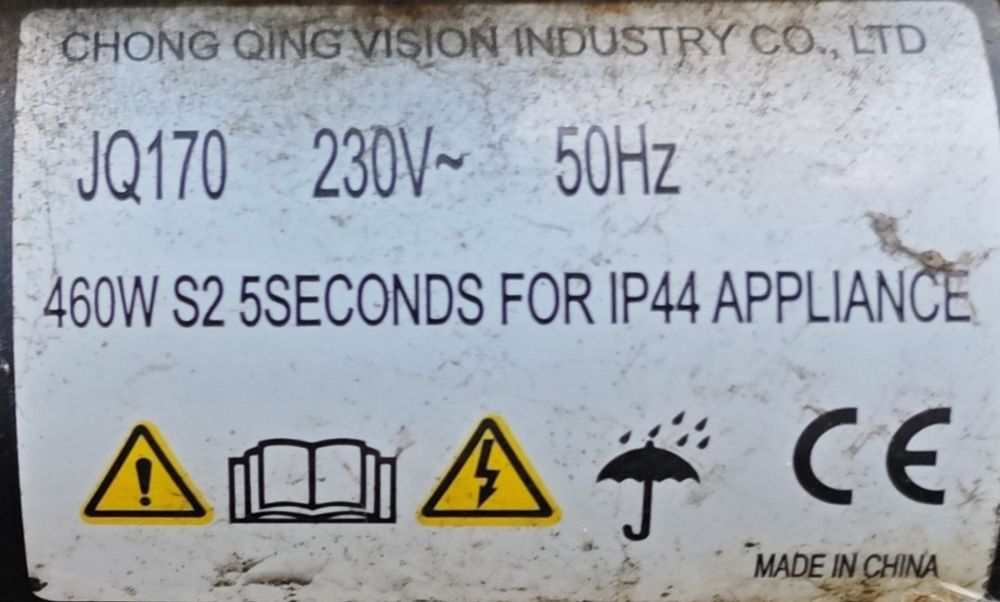 CHONG QING VISION INDUSTRY CO., LTD
JQ170 230V~ 50Hz
460W S2 5SECONDS FOR IP44 APPLIANCE
CE
MADE IN CHINA